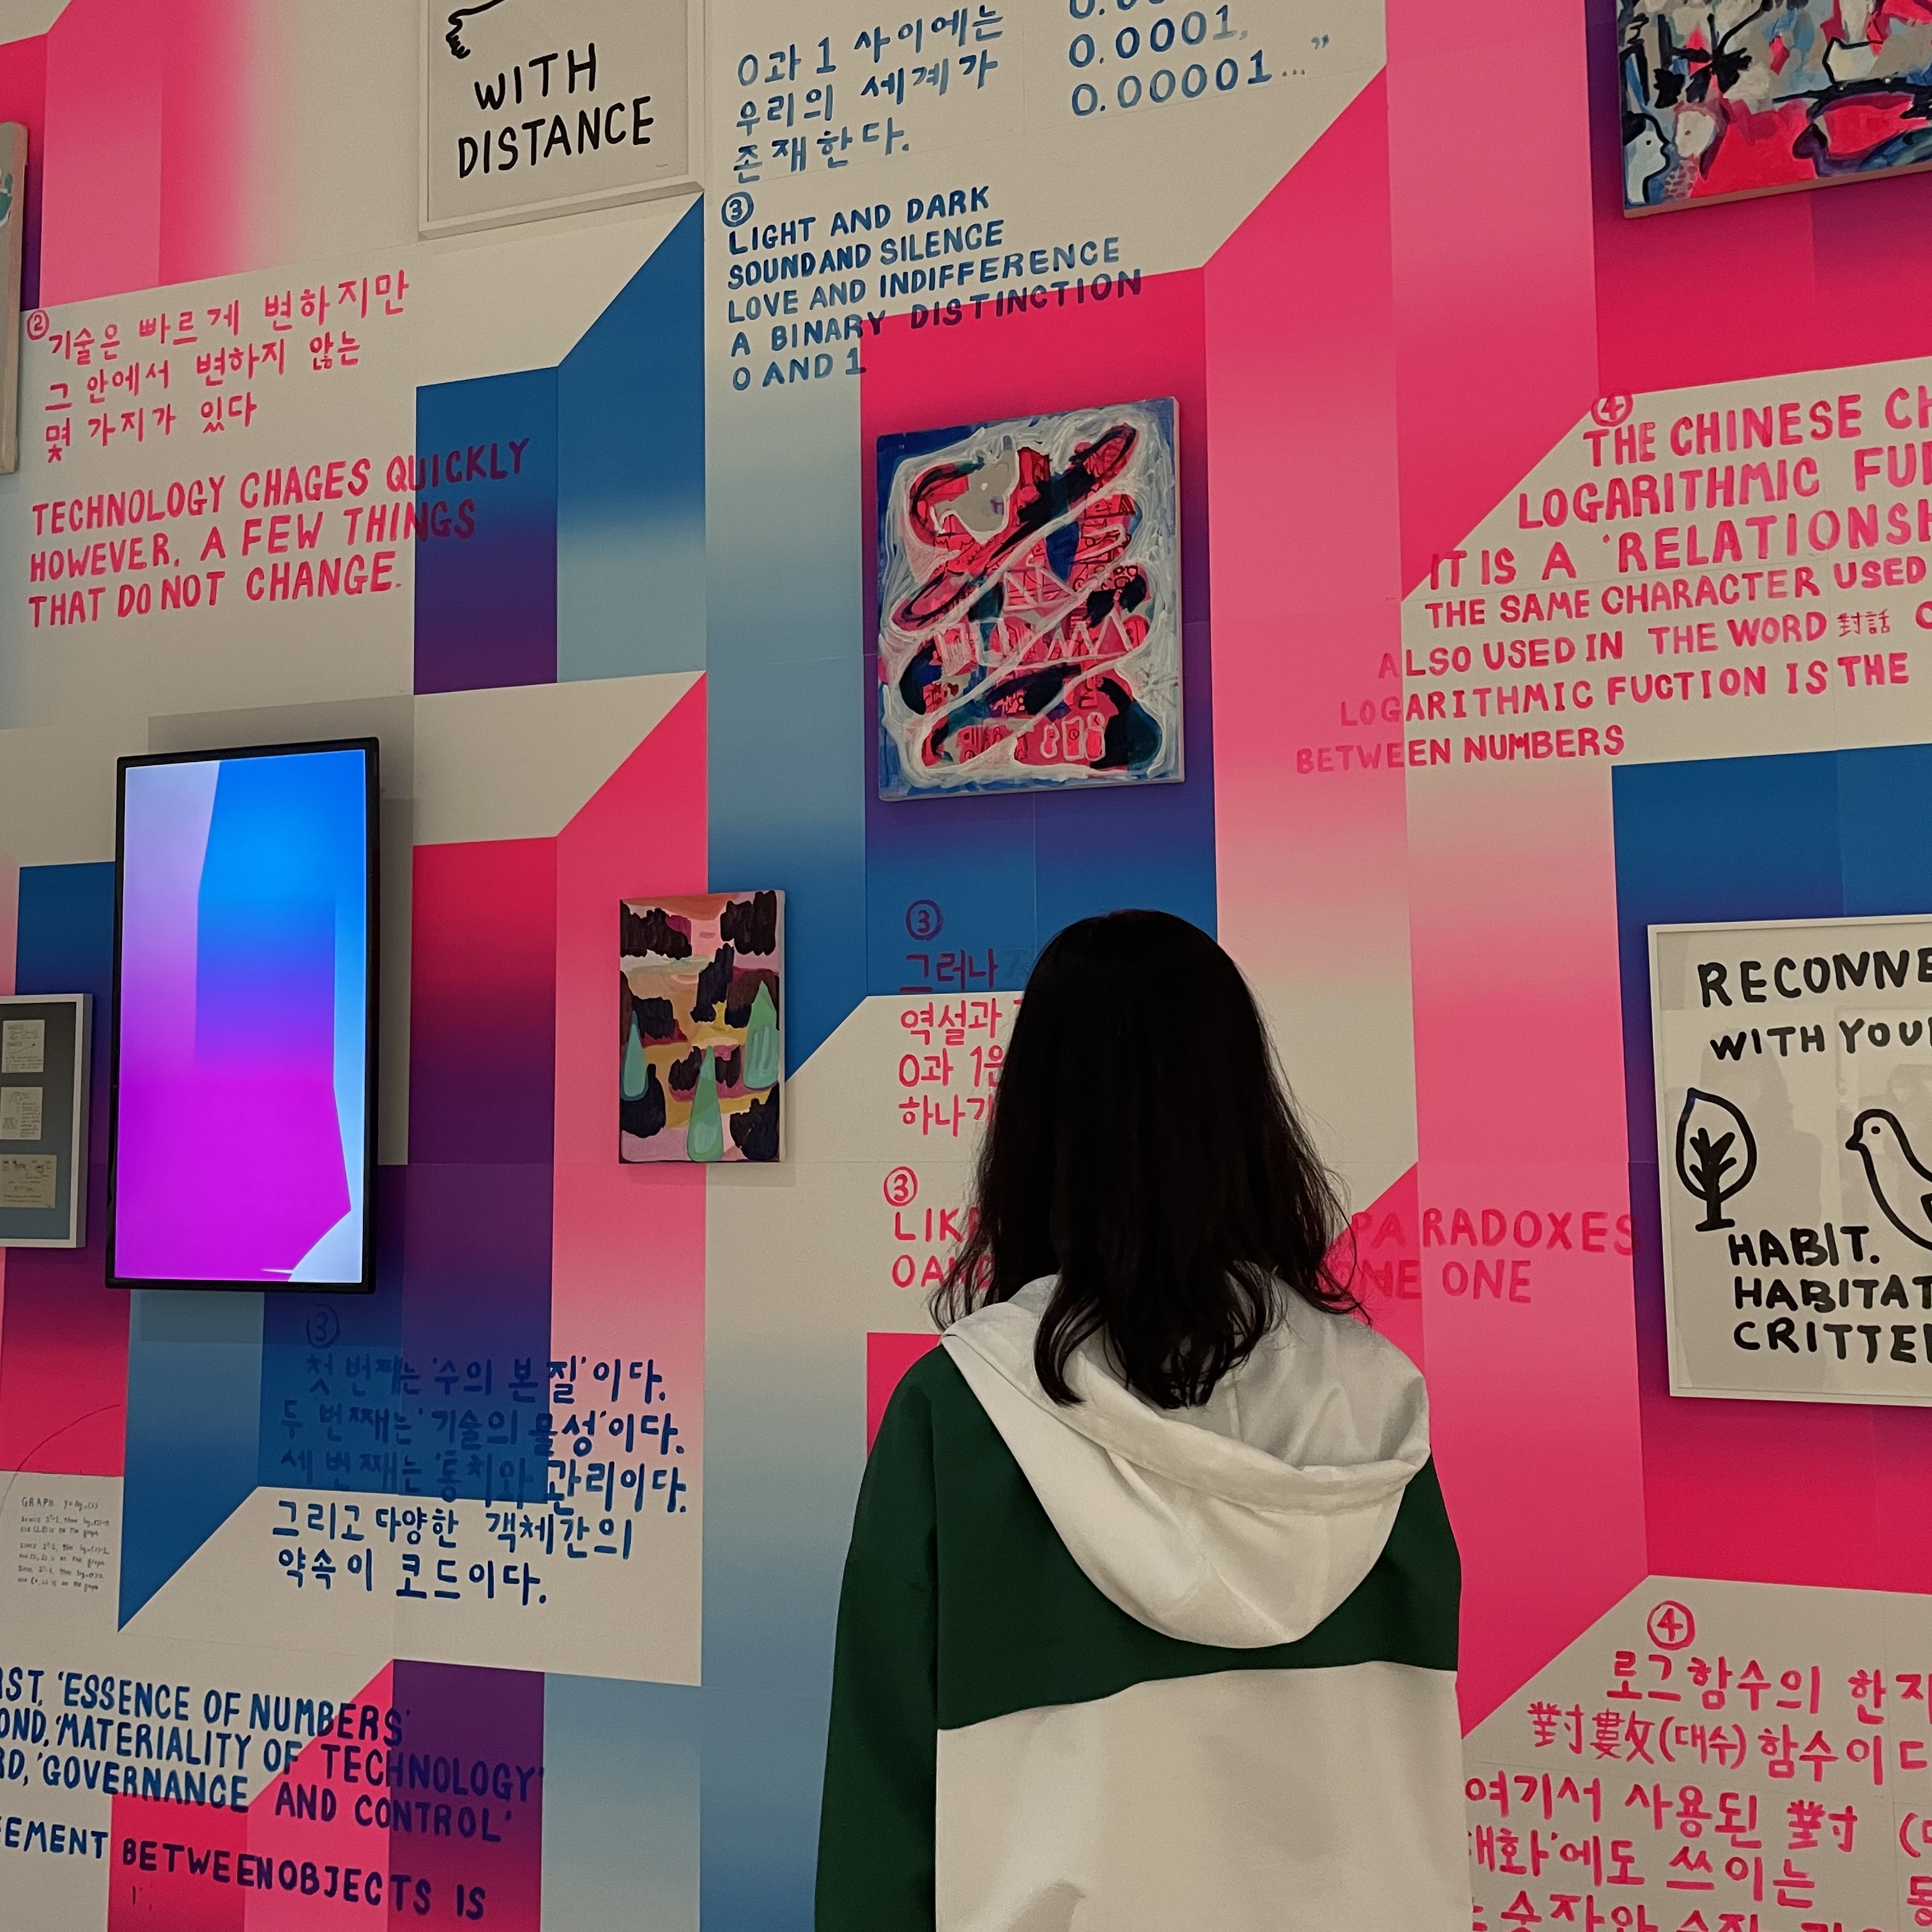 WITH
DISTANCE
0과 1 사이에는
우리의 세계가
존재한다.
0.0001,
0.00001... ”
③
LIGHT AND DARK
SOUND AND SILENCE
LOVE AND INDIFFERENCE
A BINARY DISTINCTION
0 AND 1
② 기술은 빠르게 변하지만
그 안에서 변하지 않는
몇 가지가 있다
TECHNOLOGY CHAGES QUICKLY
HOWEVER, A FEW THINGS
THAT DO NOT CHANGE.
④
THE CHINESE
LOGARITHMIC
IT IS A 'RELATIONSH
THE SAME CHARACTER USED
ALSO USED IN THE WORD 對話
LOGARITHMIC FUCTION IS THE
BETWEEN NUMBERS
③
그러나
역설과
0과 1은
하나가
③
LIK PARADOXES
0 AND ONE
RECONNE
WITH YOU
HABIT.
HABITAT
CRITTE
③
첫 번째는 '수의 본질'이다.
두 번째는 '기술의 물성'이다.
세 번째는 '통치와 관리이다.
그리고 다양한 객체간의
약속이 코드이다.
GRAPH
RST, 'ESSENCE OF NUMBERS'
OND, 'MATERIALITY OF TECHNOLOGY'
RD, 'GOVERNANCE AND CONTROL'
EEMENT BETWEEN OBJECTS IS
④
로그함수의 한자
對數(대수)함수이다
여기서 사용된 對
대화'에도 쓰이는